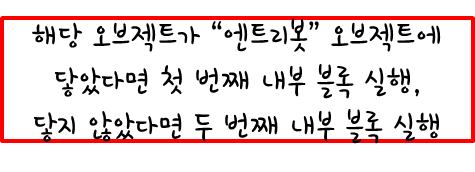 해당 오브젝트가 “엔트리봇” 오브젝트에
닿았다면 첫 번째 내부 블록 실행,
닿지 않았다면 두 번째 내부 블록 실행